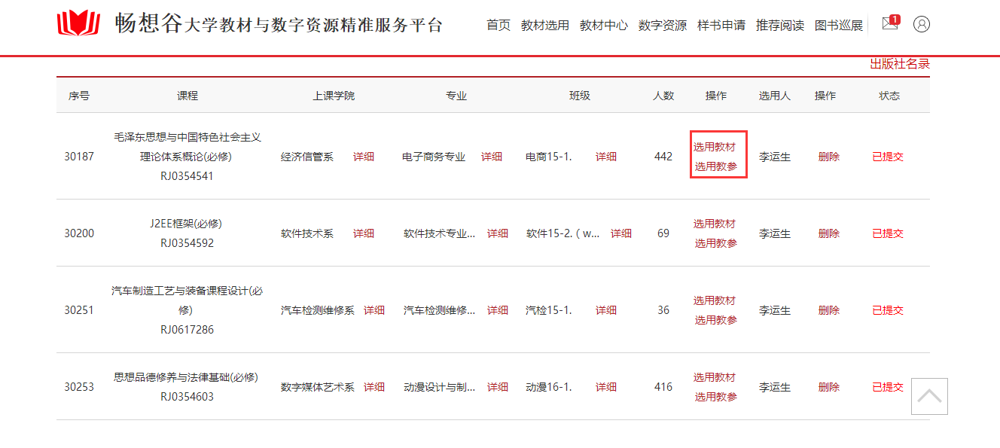 畅想谷大学教材与数字资源精准服务平台
首页 教材选用 教材中心 数字资源 样书申请 推荐阅读 图书巡展 1
出版社名录
序号 课程 上课学院 专业 班级 人数 操作 选用人 操作 状态
毛泽东思想与中国特色社会主义
理论体系概论(必修)
RJ0354541
30187 经济信管系 详细 电子商务专业 详细 电商15-1. 详细 442 选用教材 李运生 删除 已提交
选用教参
J2EE框架(必修)
RJ0354592
30200 软件技术系 详细 软件技术专业... 详细 软件15-2. ( w... 详细 69 选用教材 李运生 删除 已提交
选用教参
汽车制造工艺与装备课程设计(必
修)
RJ0617286
30251 汽车检测维修系 详细 汽车检测维修... 详细 汽检15-1. 详细 36 选用教材 李运生 删除 已提交
选用教参
思想品德修养与法律基础(必修)
RJ0354603
30253 数字媒体艺术系 详细 动漫设计与制... 详细 动漫16-1. 详细 416 选用教材 李运生 删除 已提交
选用教参